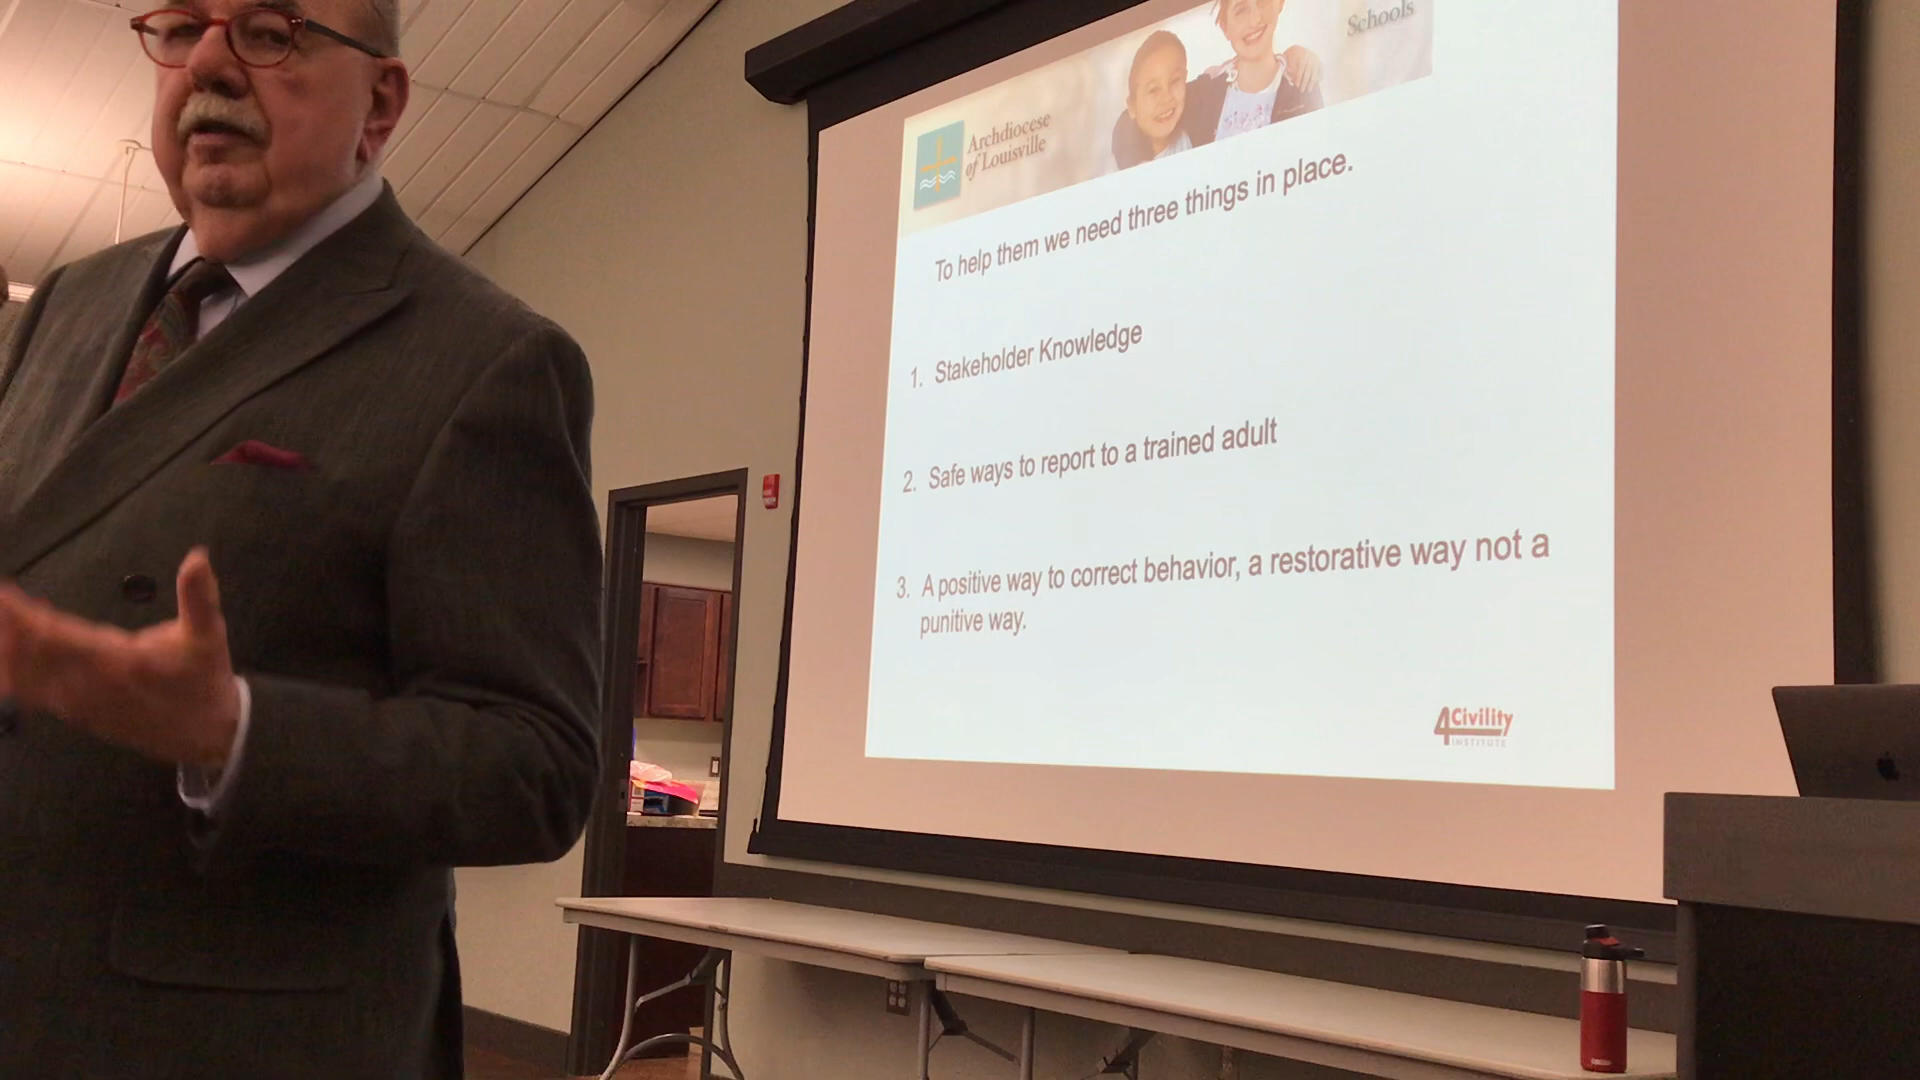 Schools
Archdiocese
of Louisville
To help them we need three things in place.
1. Stakeholder Knowledge
2. Safe ways to report to a trained adult
3. A positive way to correct behavior, a restorative way not a
punitive way.
4Civility
INSTITUTE